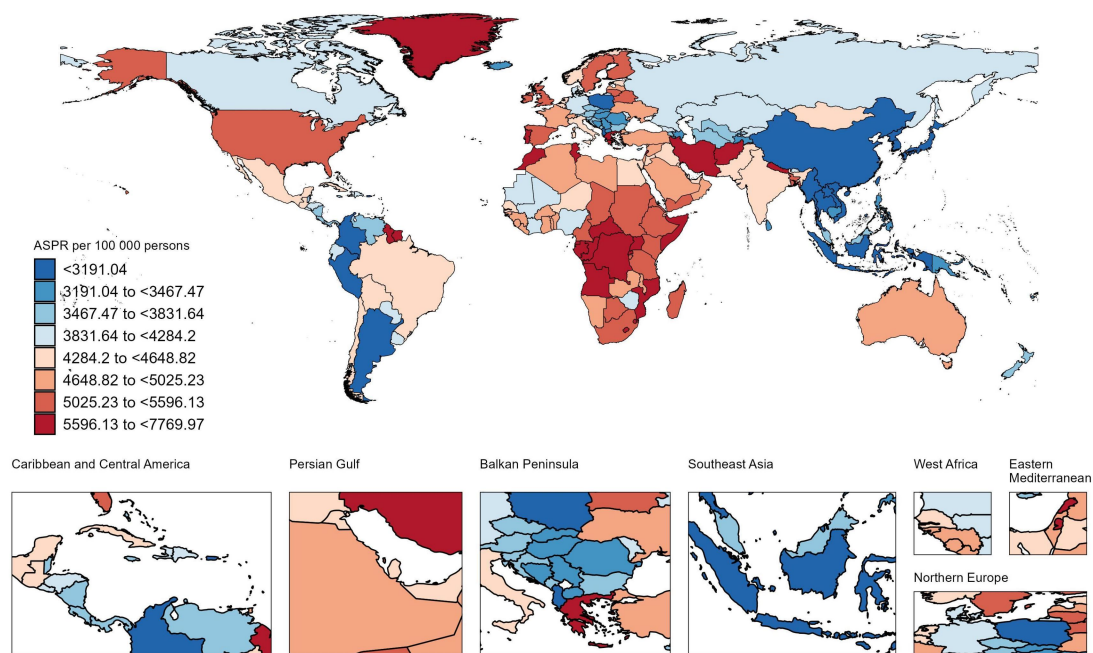 ASPR per 100 000 persons
<3191.04
3191.04 to <3467.47
3467.47 to <3831.64
3831.64 to <4284.2
4284.2 to <4648.82
4648.82 to <5025.23
5025.23 to <5596.13
5596.13 to <7769.97
Caribbean and Central America
Persian Gulf
Balkan Peninsula
Southeast Asia
West Africa
Eastern
Mediterranean
Northern Europe